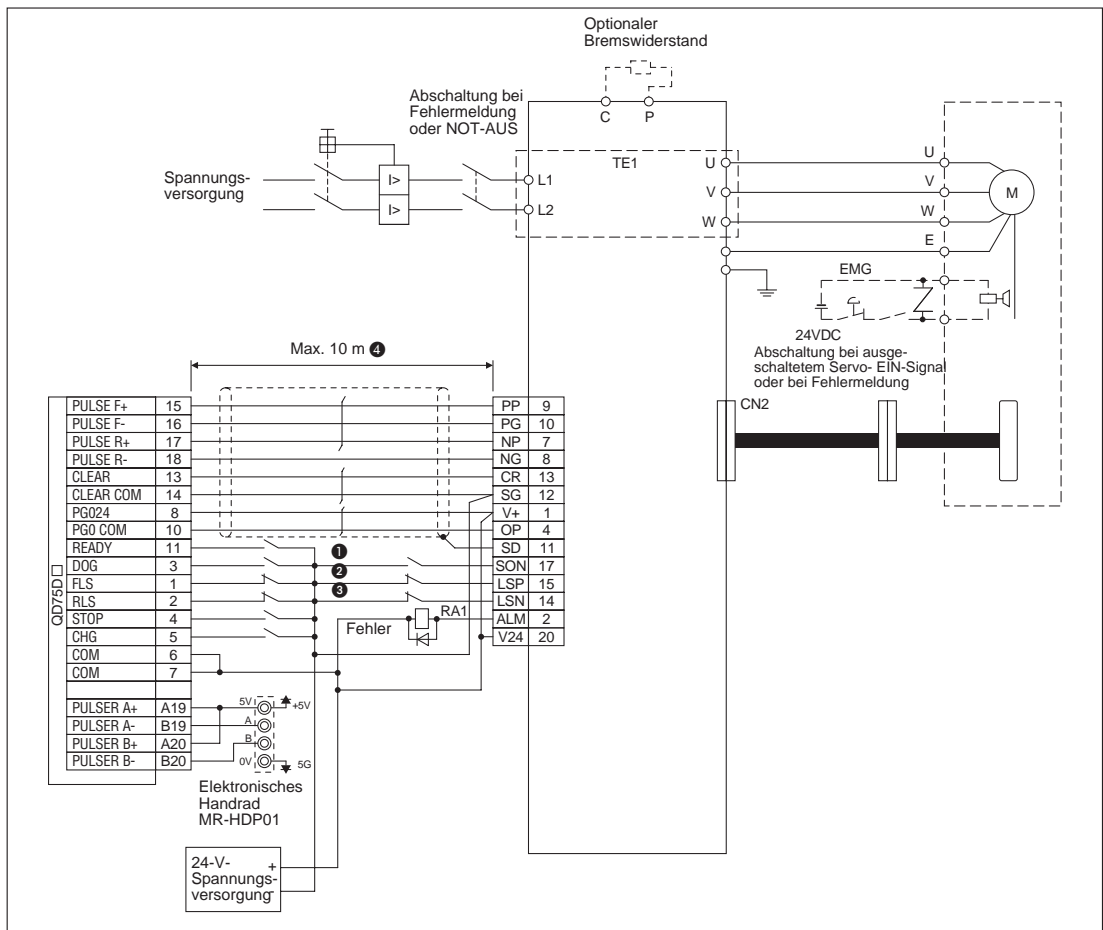 Optionaler
Bremswiderstand
C P
Abschaltung bei
Fehlermeldung
oder NOT-AUS
Spannungs-
versorgung
I>
I>
L1
L2
TE1
U
V
W
U
V
W
E
M
EMG
24VDC
Abschaltung bei ausge-
schaltetem Servo- EIN-Signal
oder bei Fehlermeldung
CN2
Max. 10 m ❹
QD75D□
PULSE F+ 15
PULSE F- 16
PULSE R+ 17
PULSE R- 18
CLEAR 13
CLEAR COM 14
PG024 8
PG0 COM 10
READY 11
DOG 3
FLS 1
RLS 2
STOP 4
CHG 5
COM 6
COM 7
PULSER A+ A19
PULSER A- B19
PULSER B+ A20
PULSER B- B20
❶
❷
❸
PP 9
PG 10
NP 7
NG 8
CR 13
SG 12
V+ 1
OP 4
SD 11
SON 17
LSP 15
LSN 14
ALM 2
V24 20
Fehler
RA1
5V +5V
A
B
0V 5G
Elektronisches
Handrad
MR-HDP01
24-V- +
Spannungs-
versorgung -